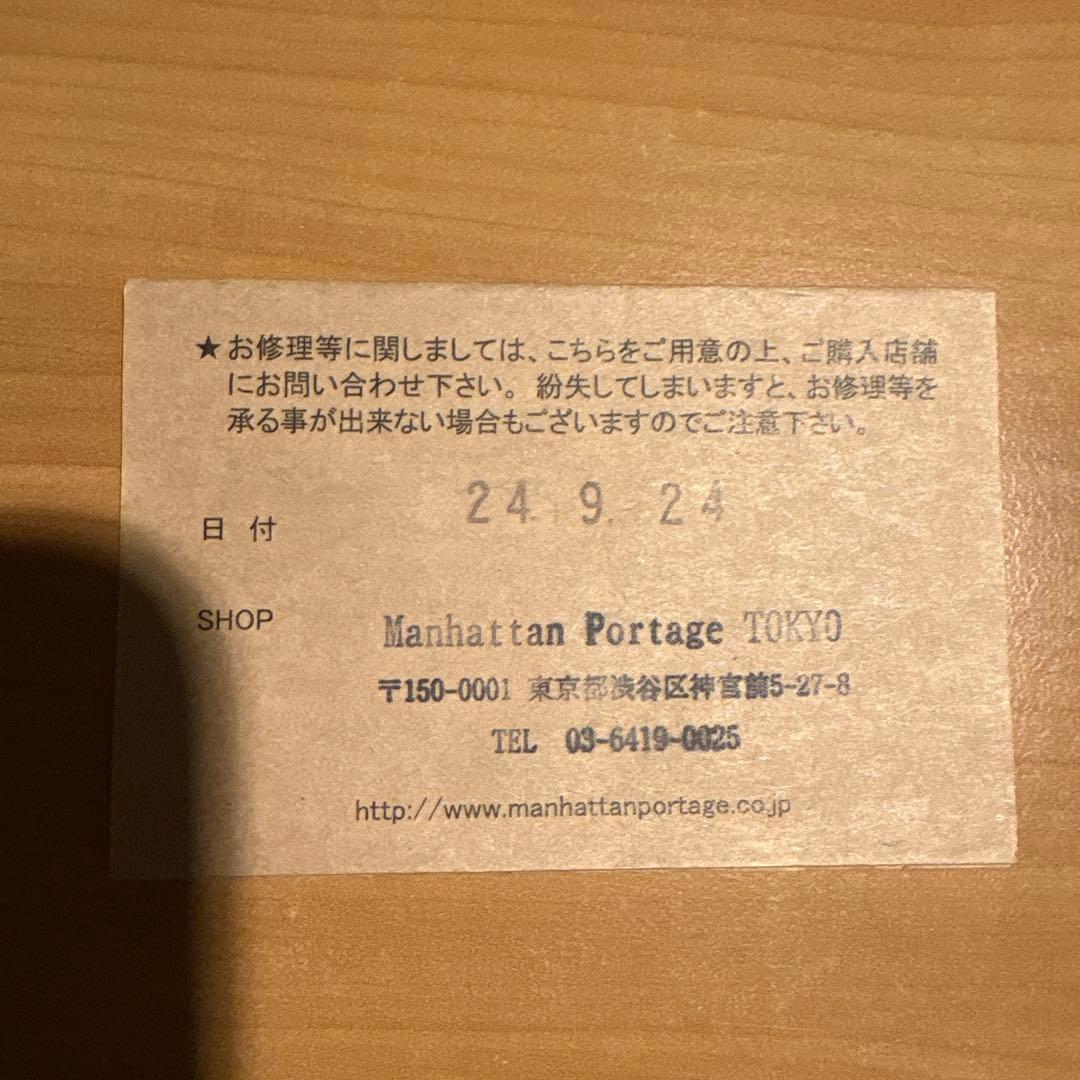 ★お修理等に関しましては、こちらをご用意の上、ご購入店舗
にお問い合わせ下さい。紛失してしまいますと、お修理等を
承る事が出来ない場合もございますのでご注意下さい。
日 付 24. 9. 24
SHOP Manhattan Portage TOKYO
〒150-0001 東京都渋谷区神宮前5-27-8
TEL 03-6419-0025
http://www.manhattanportage.co.jp